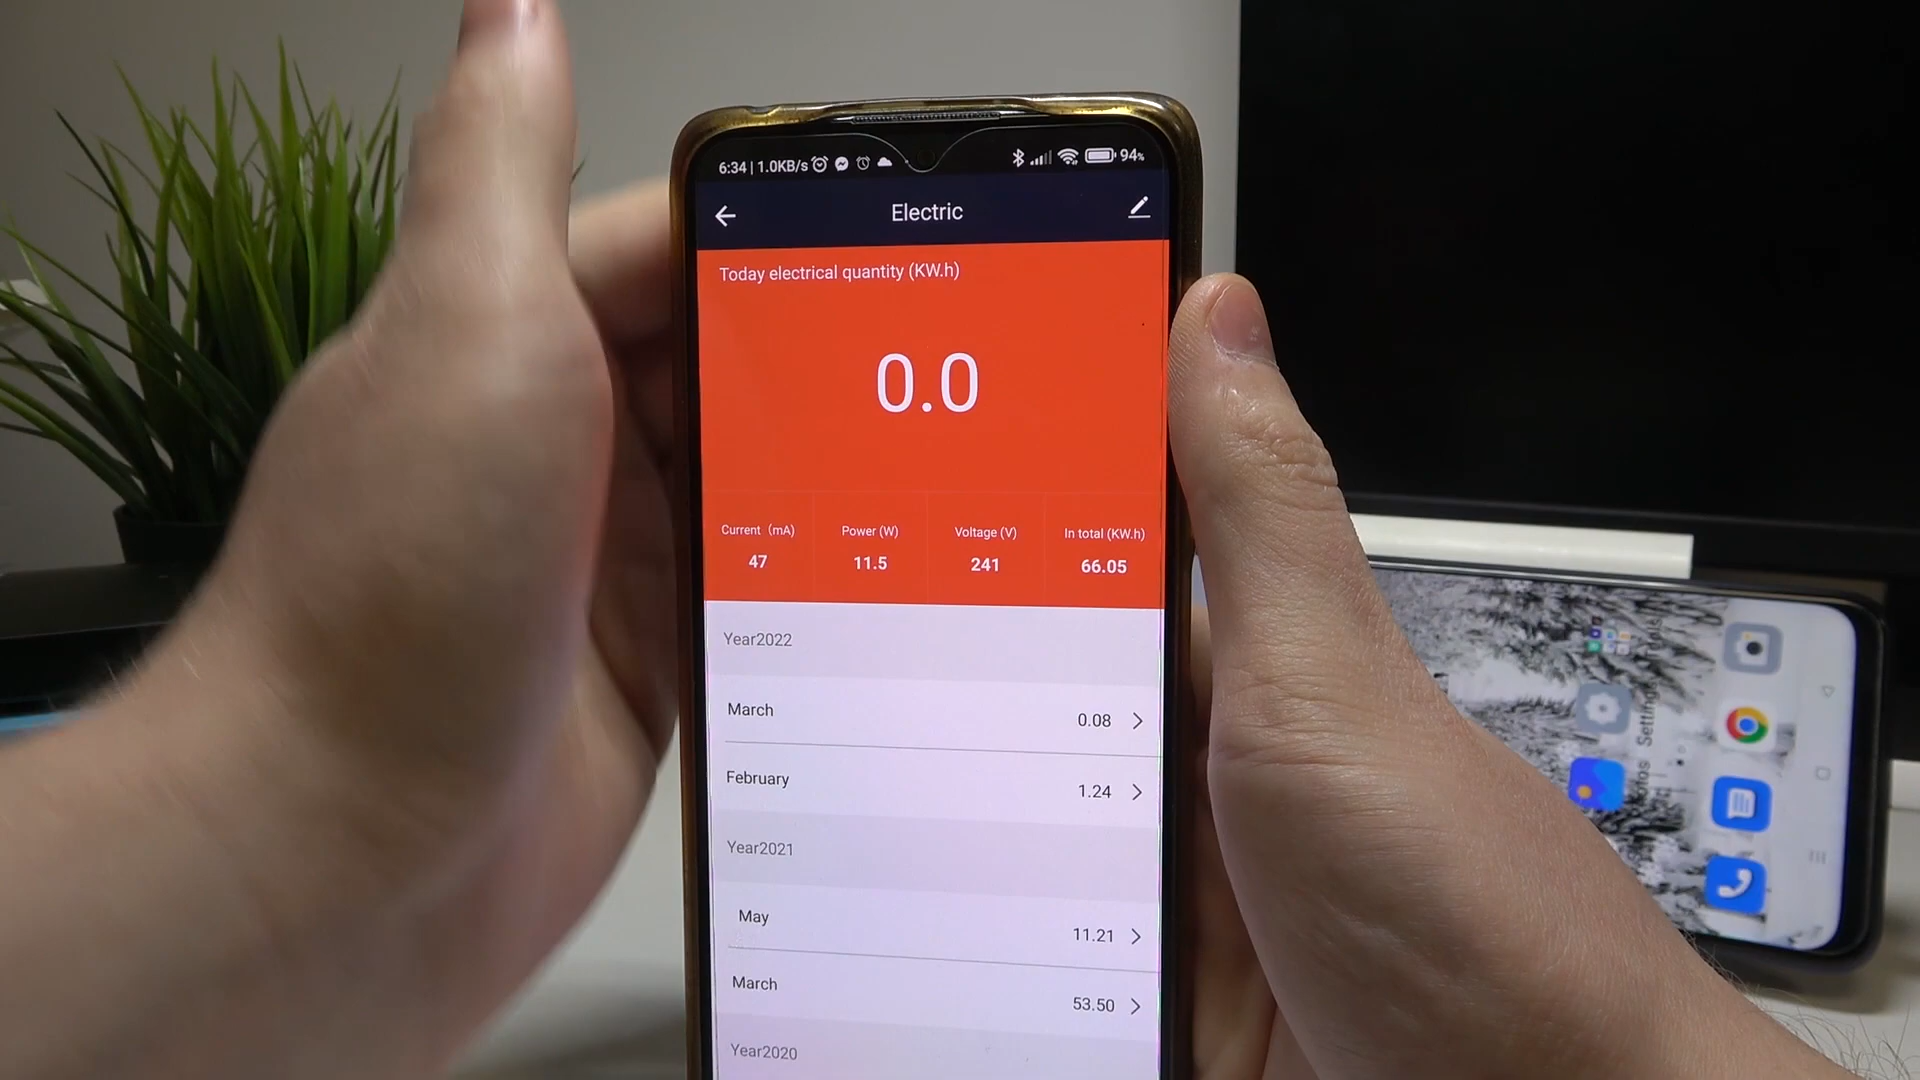 6:34 | 1.0KB/s 94%
Electric
Today electrical quantity (KW.h)
0.0
Current (mA) Power (W) Voltage (V) In total (KW.h)
47 11.5 241 66.05
Year2022
March 0.08
February 1.24
Year2021
May 11.21
March 53.50
Year2020